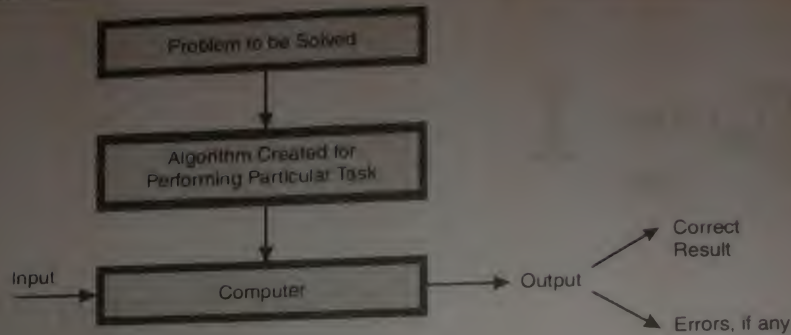 Problem to be Solved
Algorithm Created for
Performing Particular Task
Input
Computer
Output
Correct
Result
Errors, if any